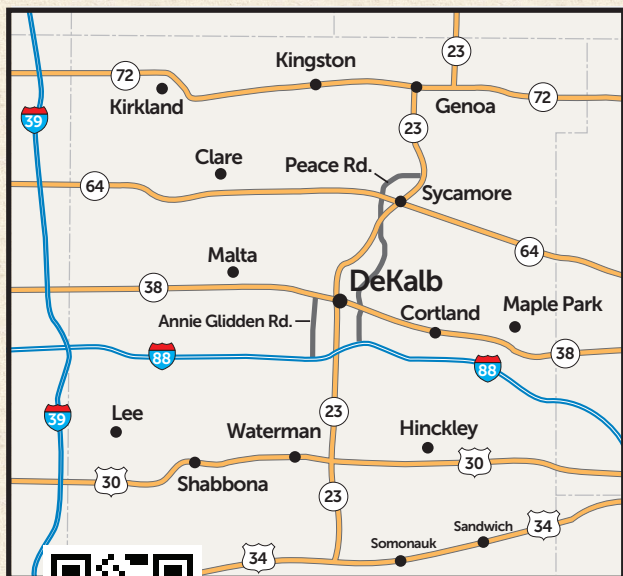 23
Kingston
72
Kirkland
Genoa
72
39
23
Clare
Peace Rd.
64
Sycamore
Malta
64
38
DeKalb
Maple Park
Cortland
Annie Glidden Rd.
38
88
88
39
Lee
23
Waterman
Hinckley
30
Shabbona
30
23
Sandwich
34
Somonauk
34